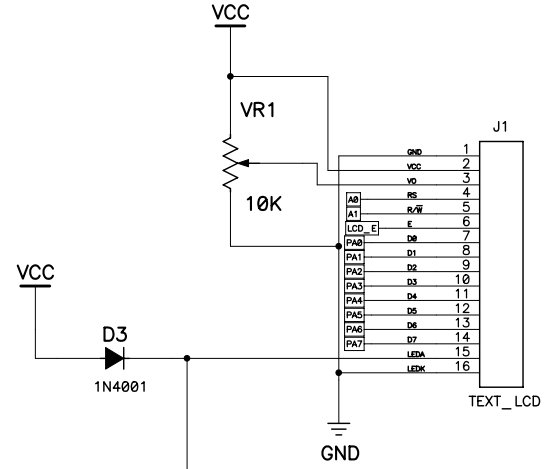 VCC
VR1
10K
J1
GND 1
VCC 2
VO 3
A0 RS 4
A1 R/W̅ 5
LCD_E E 6
PA0 D0 7
PA1 D1 8
PA2 D2 9
PA3 D3 10
PA4 D4 11
PA5 D5 12
PA6 D6 13
PA7 D7 14
LEDA 15
LEDK 16
TEXT_LCD
VCC
D3
1N4001
GND